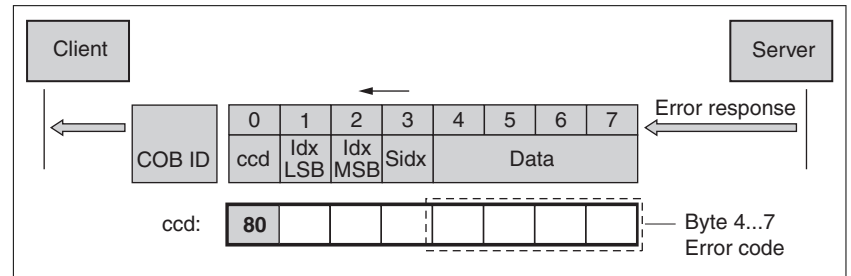 Client
Server
Error response
0 1 2 3 4 5 6 7
COB ID
ccd
Idx
LSB
Idx
MSB
Sidx
Data
ccd:
80
Byte 4...7
Error code